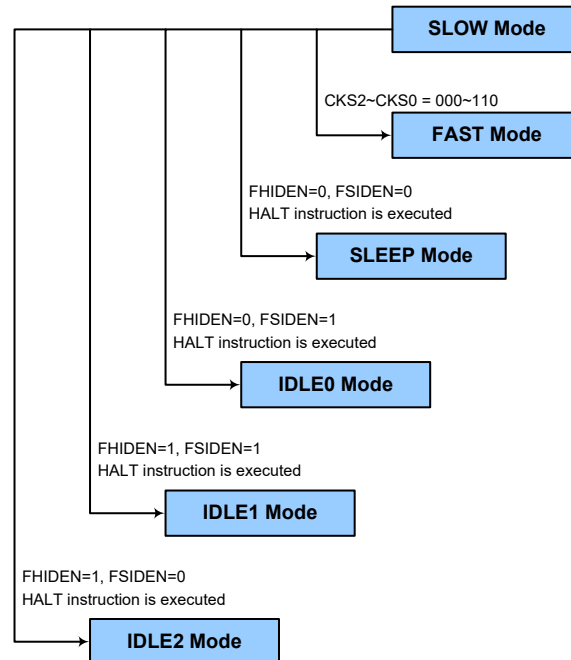 SLOW Mode
CKS2~CKS0 = 000~110
FAST Mode
FHIDEN=0, FSIDEN=0
HALT instruction is executed
SLEEP Mode
FHIDEN=0, FSIDEN=1
HALT instruction is executed
IDLE0 Mode
FHIDEN=1, FSIDEN=1
HALT instruction is executed
IDLE1 Mode
FHIDEN=1, FSIDEN=0
HALT instruction is executed
IDLE2 Mode